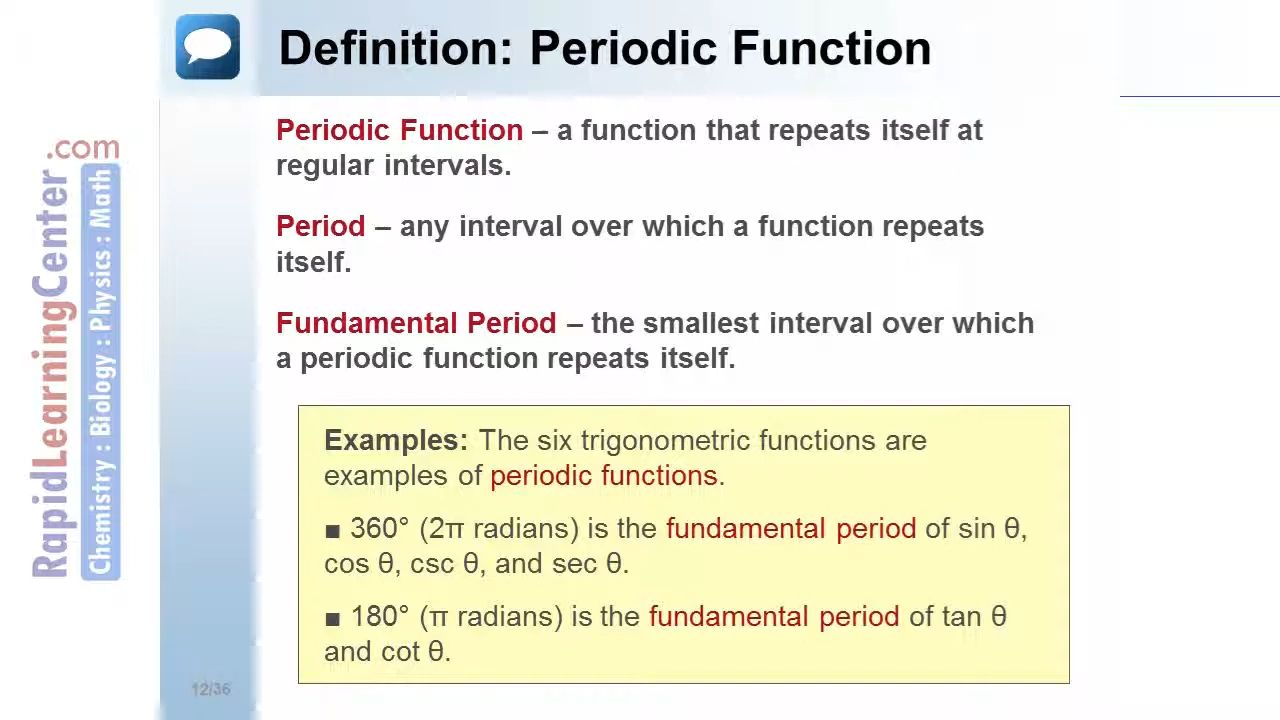 Definition: Periodic Function
Periodic Function – a function that repeats itself at
regular intervals.
Period – any interval over which a function repeats
itself.
Fundamental Period – the smallest interval over which
a periodic function repeats itself.
Examples: The six trigonometric functions are
examples of periodic functions.
■ 360° (2π radians) is the fundamental period of sin θ,
cos θ, csc θ, and sec θ.
■ 180° (π radians) is the fundamental period of tan θ
and cot θ.
12/36
RapidLearningCenter.com
Chemistry : Biology : Physics : Math